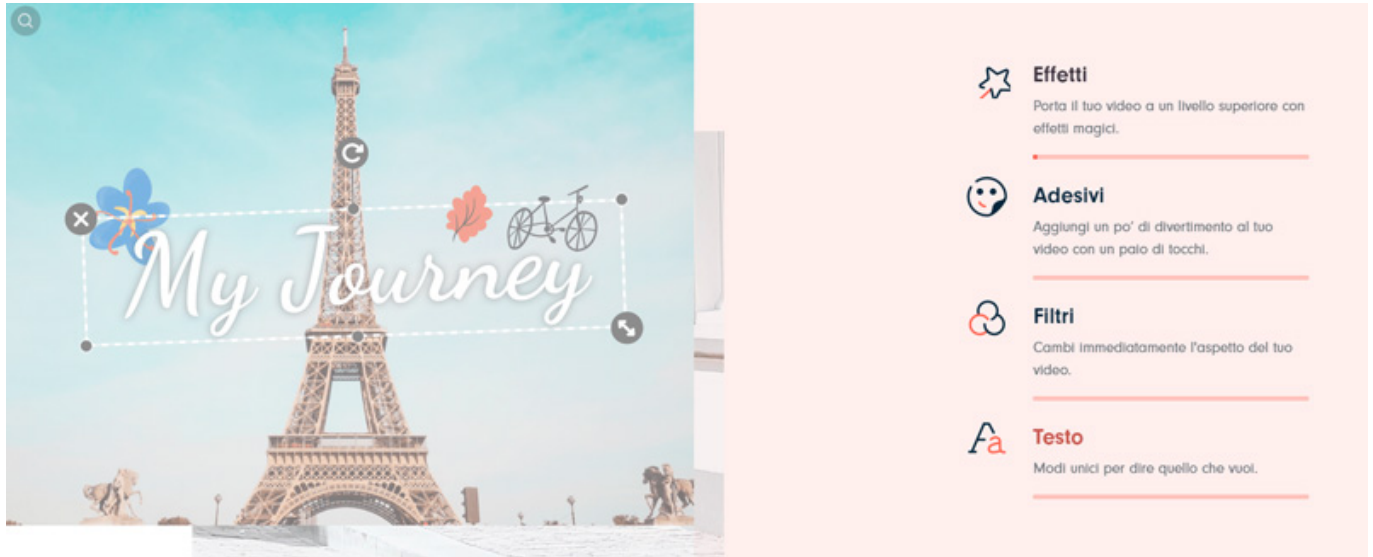 My Journey
Effetti
Porta il tuo video a un livello superiore con
effetti magici.
Adesivi
Aggiungi un po' di divertimento al tuo
video con un paio di tocchi.
Filtri
Cambi immediatamente l'aspetto del tuo
video.
Aa
Testo
Modi unici per dire quello che vuoi.